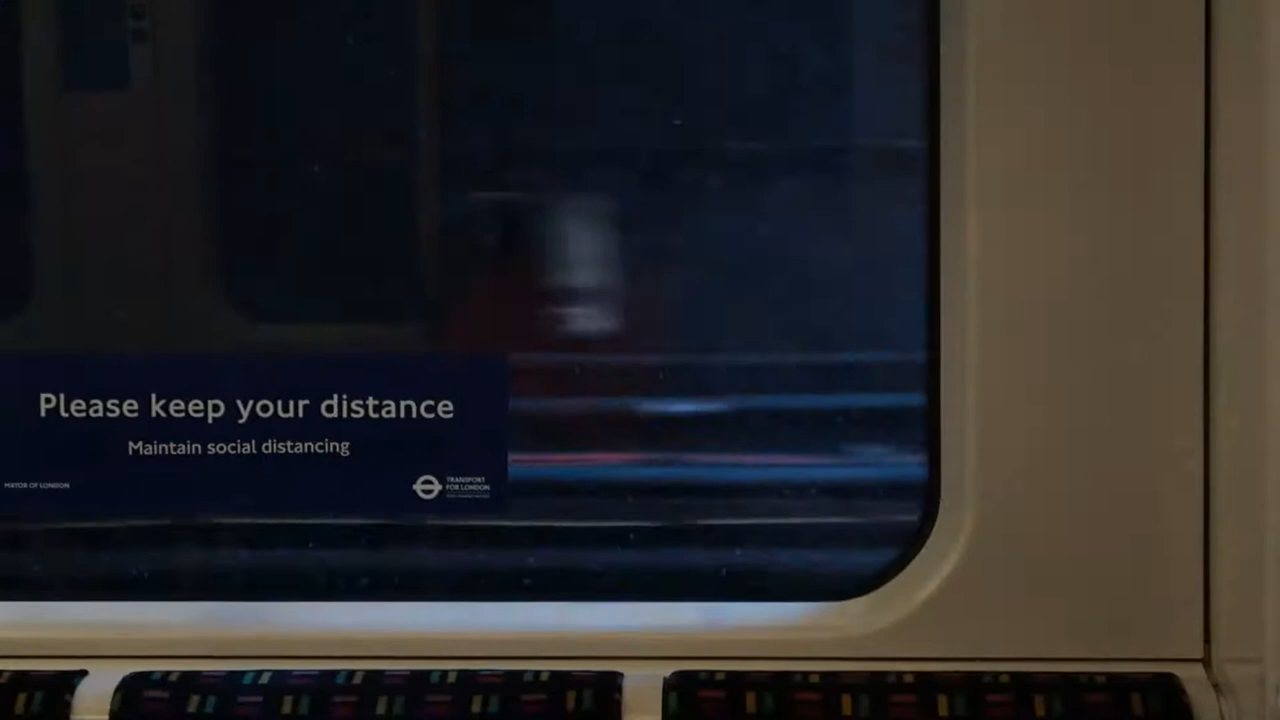 Please keep your distance
Maintain social distancing
MAYOR OF LONDON
TRANSPORT
FOR LONDON